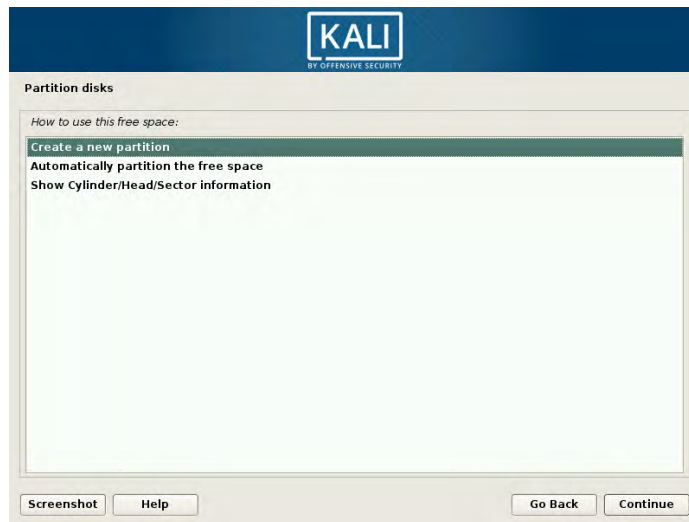 KALI
BY OFFENSIVE SECURITY
Partition disks
How to use this free space:
Create a new partition
Automatically partition the free space
Show Cylinder/Head/Sector information
Screenshot Help Go Back Continue